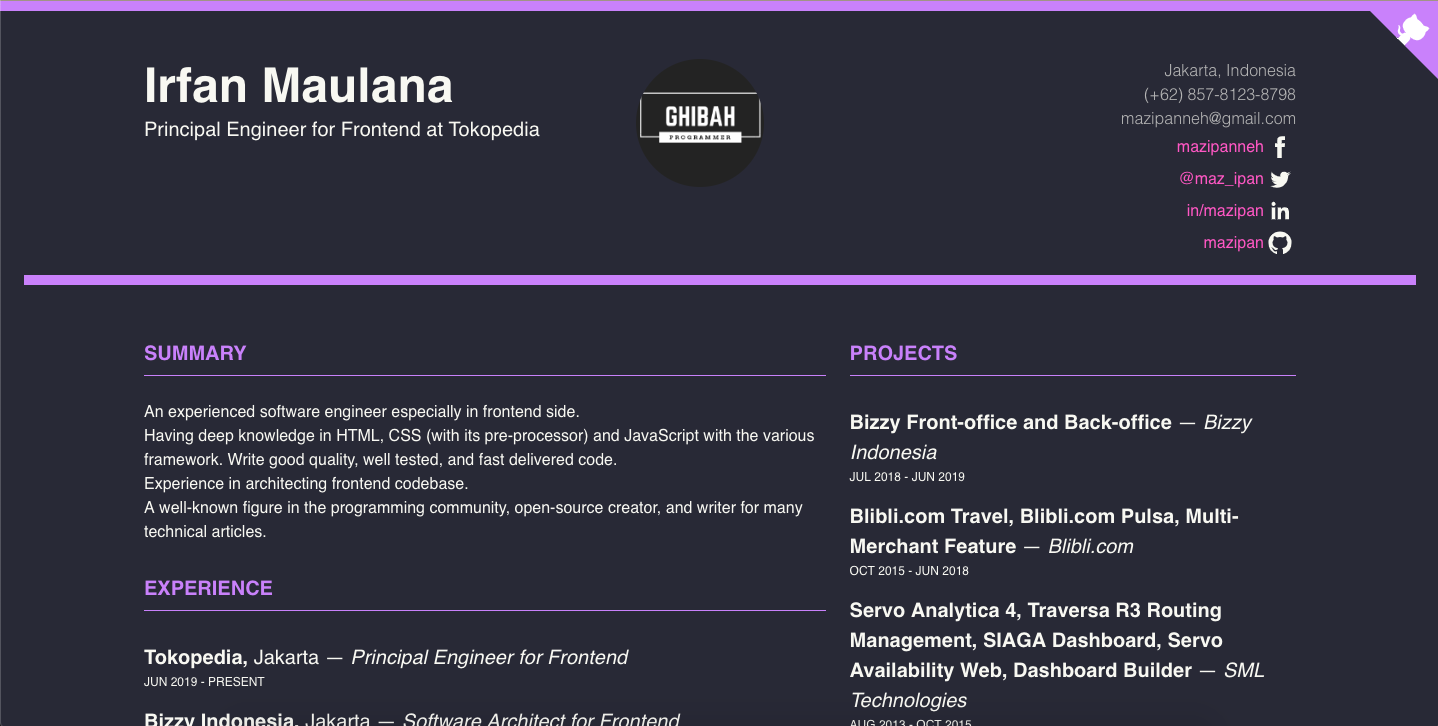 Irfan Maulana
Principal Engineer for Frontend at Tokopedia
GHIBAH
PROGRAMMER
Jakarta, Indonesia
(+62) 857-8123-8798
mazipanneh@gmail.com
mazipanneh
@maz_ipan
in/mazipan
mazipan
SUMMARY
An experienced software engineer especially in frontend side.
Having deep knowledge in HTML, CSS (with its pre-processor) and JavaScript with the various
framework. Write good quality, well tested, and fast delivered code.
Experience in architecting frontend codebase.
A well-known figure in the programming community, open-source creator, and writer for many
technical articles.
EXPERIENCE
Tokopedia, Jakarta — Principal Engineer for Frontend
JUN 2019 - PRESENT
Bizzy Indonesia, Jakarta — Software Architect for Frontend
PROJECTS
Bizzy Front-office and Back-office — Bizzy
Indonesia
JUL 2018 - JUN 2019
Blibli.com Travel, Blibli.com Pulsa, Multi-
Merchant Feature — Blibli.com
OCT 2015 - JUN 2018
Servo Analytica 4, Traversa R3 Routing
Management, SIAGA Dashboard, Servo
Availability Web, Dashboard Builder — SML
Technologies
AUG 2013 - OCT 2015